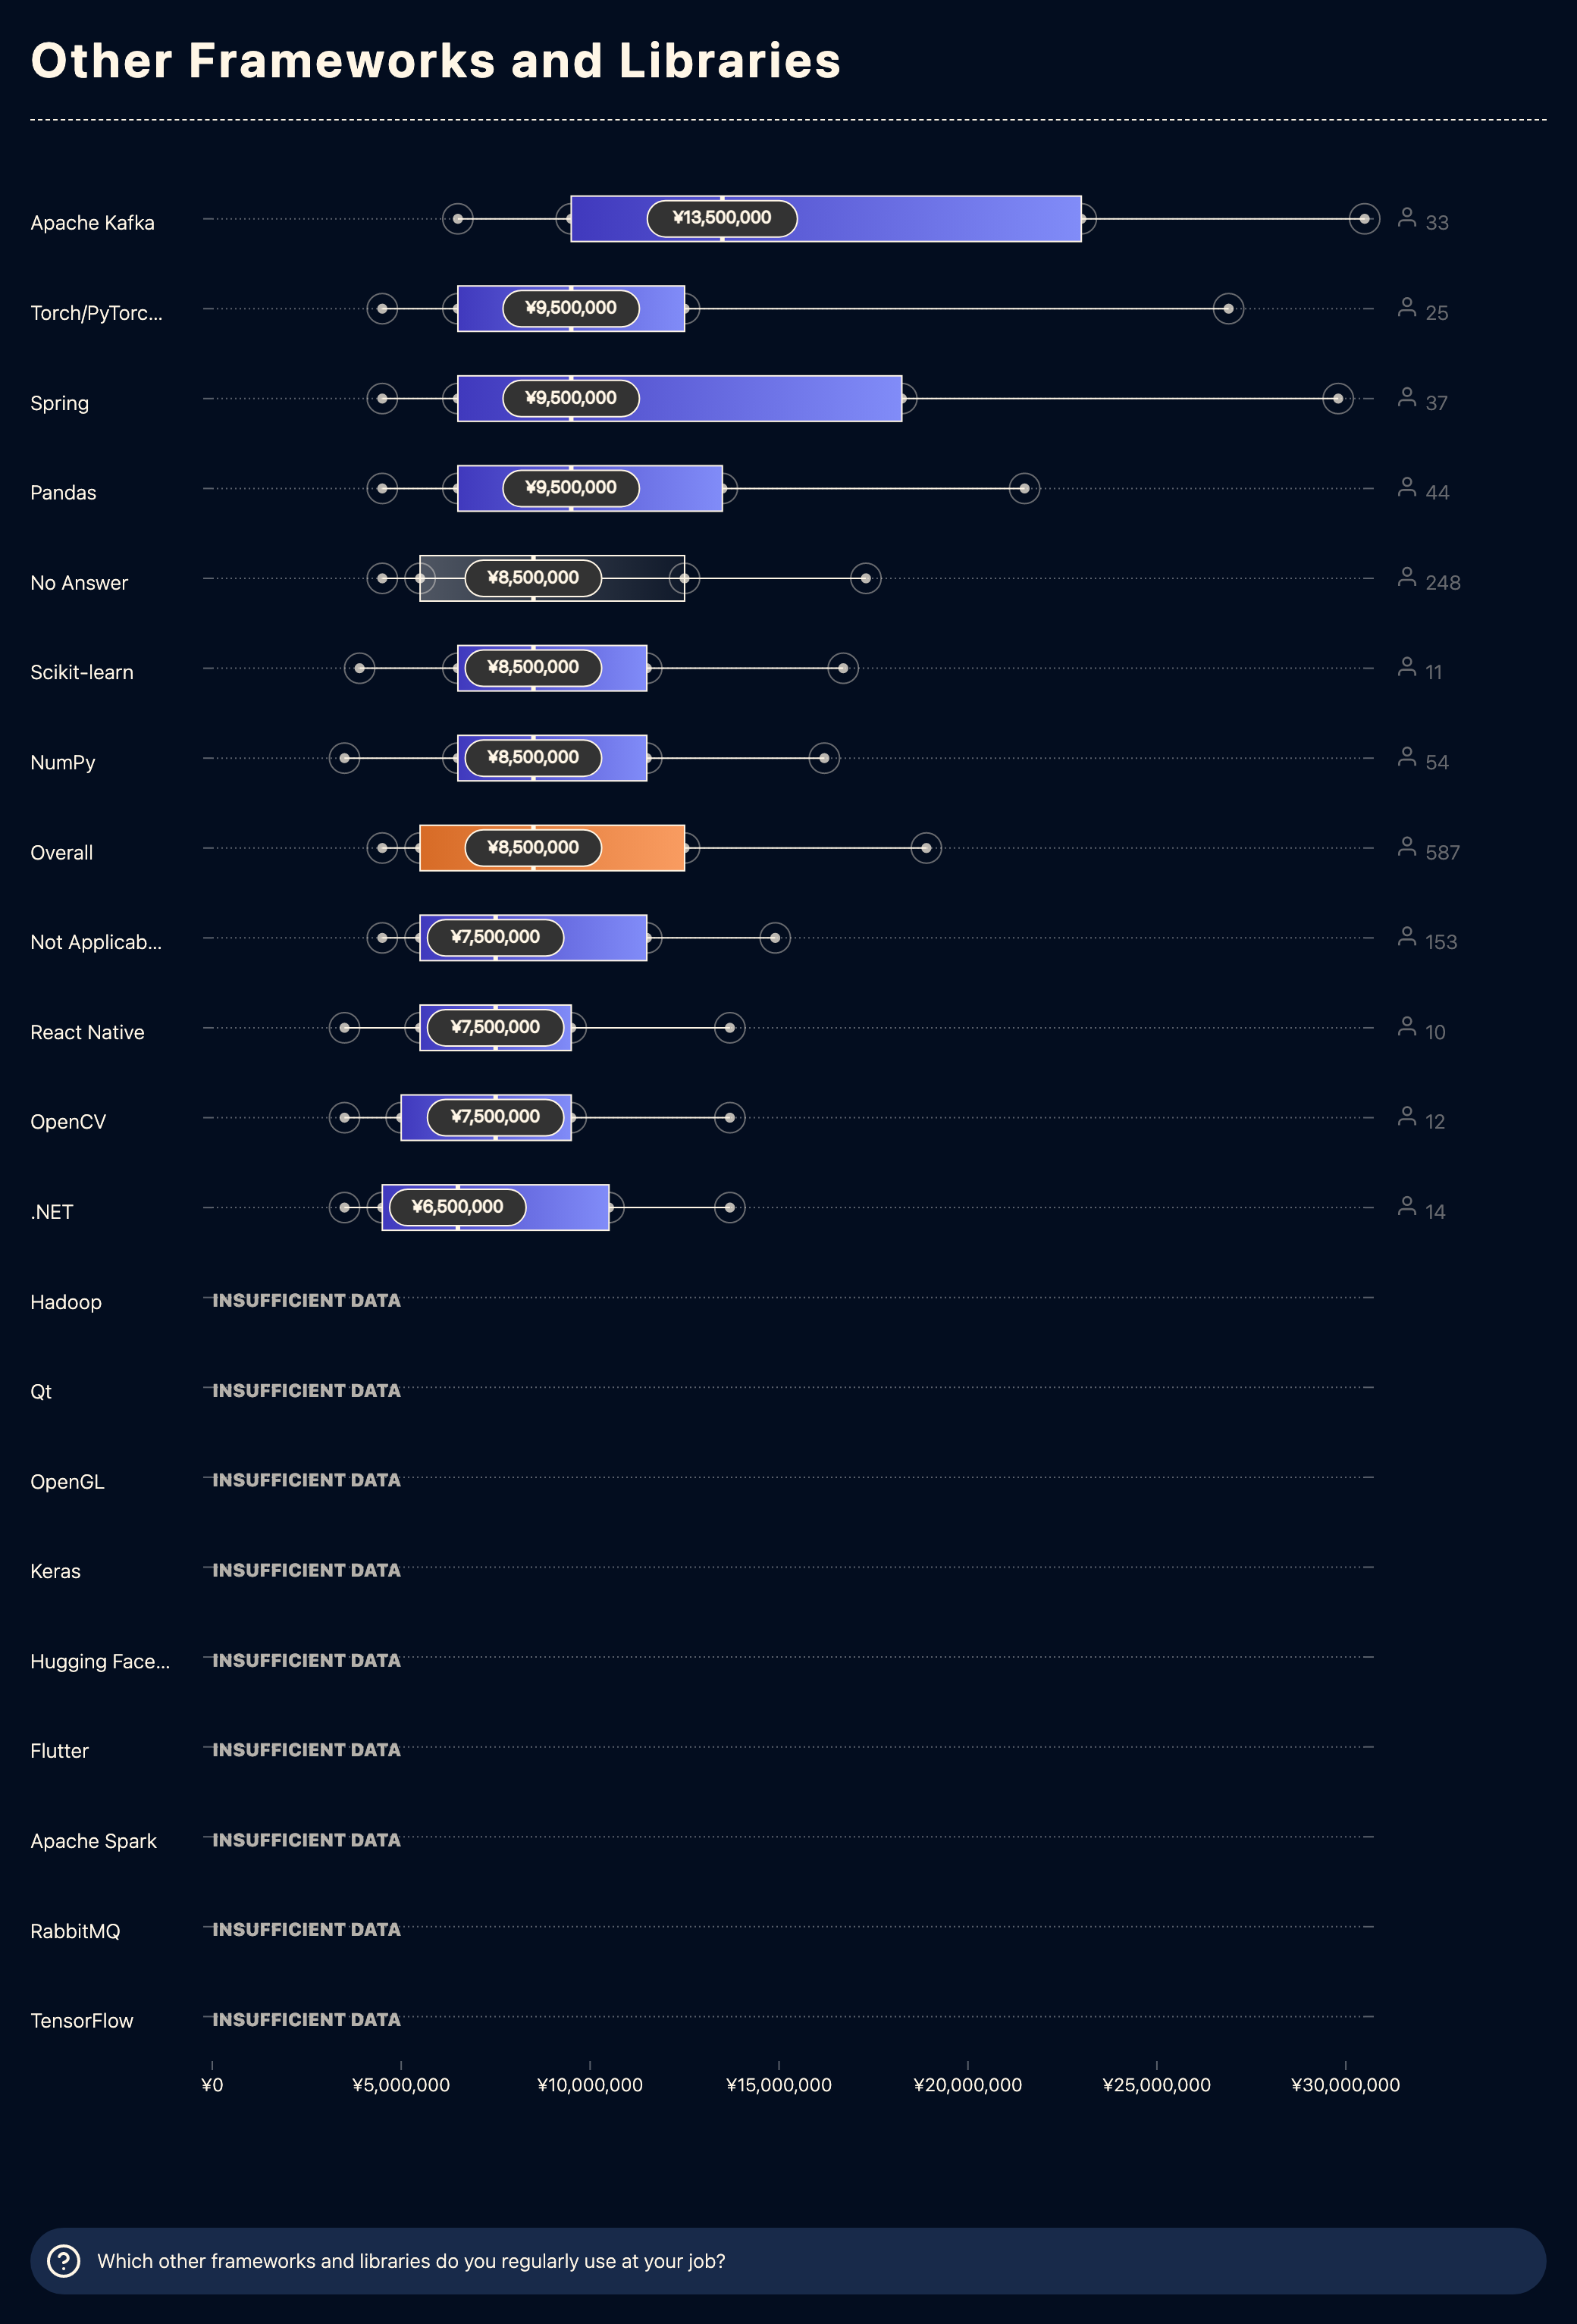 Other Frameworks and Libraries
Apache Kafka ¥13,500,000 33
Torch/PyTorc... ¥9,500,000 25
Spring ¥9,500,000 37
Pandas ¥9,500,000 44
No Answer ¥8,500,000 248
Scikit-learn ¥8,500,000 11
NumPy ¥8,500,000 54
Overall ¥8,500,000 587
Not Applicab... ¥7,500,000 153
React Native ¥7,500,000 10
OpenCV ¥7,500,000 12
.NET ¥6,500,000 14
Hadoop INSUFFICIENT DATA
Qt INSUFFICIENT DATA
OpenGL INSUFFICIENT DATA
Keras INSUFFICIENT DATA
Hugging Face... INSUFFICIENT DATA
Flutter INSUFFICIENT DATA
Apache Spark INSUFFICIENT DATA
RabbitMQ INSUFFICIENT DATA
TensorFlow INSUFFICIENT DATA
¥0 ¥5,000,000 ¥10,000,000 ¥15,000,000 ¥20,000,000 ¥25,000,000 ¥30,000,000
Which other frameworks and libraries do you regularly use at your job?